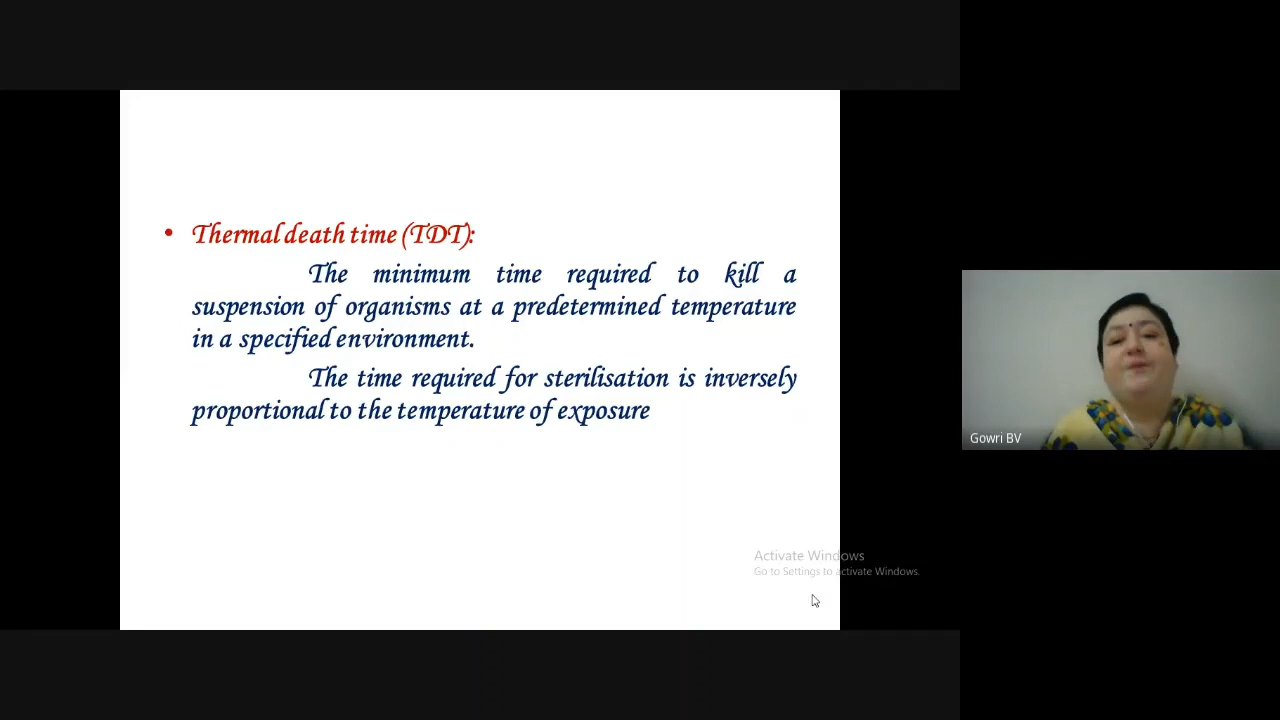 • Thermal death time (TDT):
The minimum time required to kill a
suspension of organisms at a predetermined temperature
in a specified environment.
The time required for sterilisation is inversely
proportional to the temperature of exposure
Gowri BV
Activate Windows
Go to Settings to activate Windows.